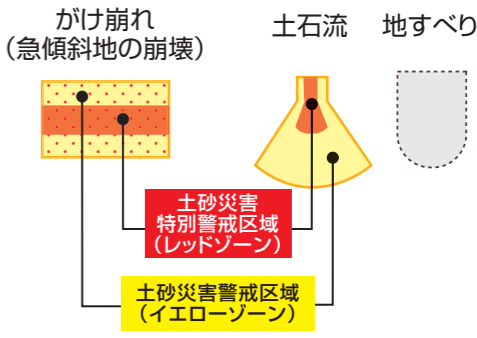 がけ崩れ
（急傾斜地の崩壊）
土石流
地すべり
土砂災害
特別警戒区域
（レッドゾーン）
土砂災害警戒区域
（イエローゾーン）